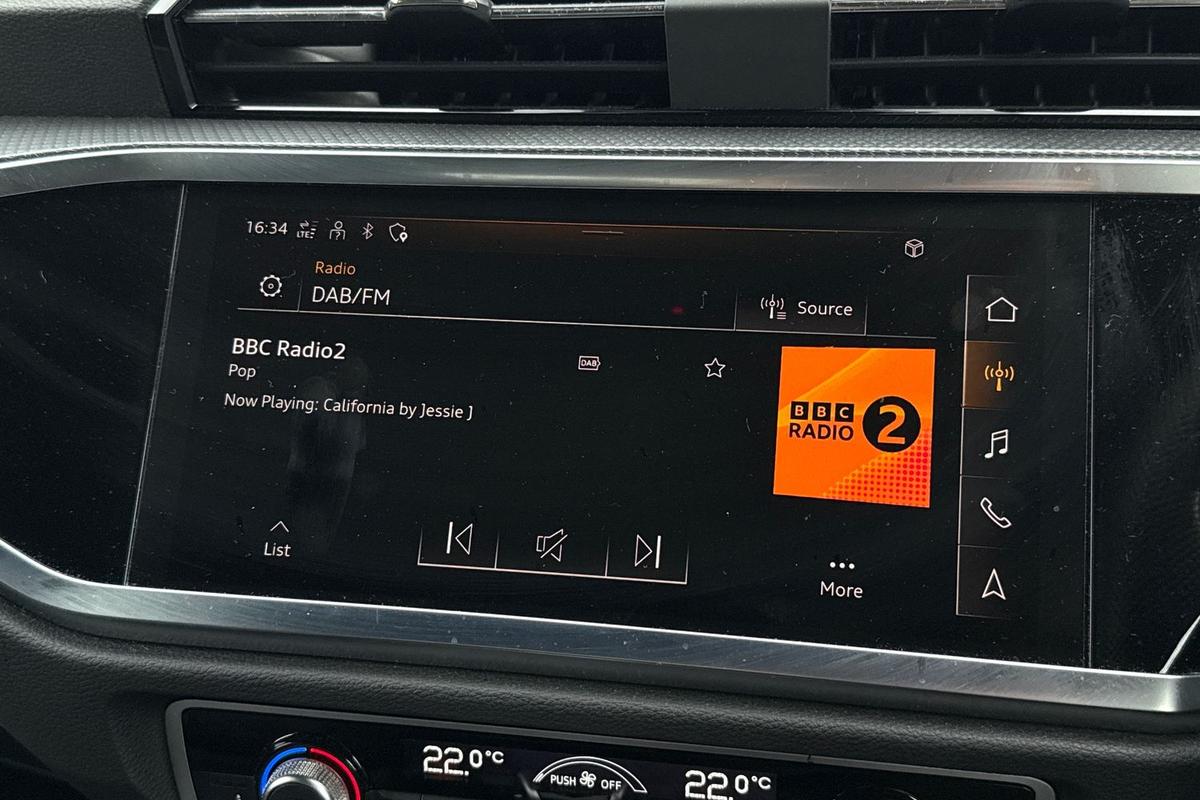 16:34 LTE
Radio
DAB/FM
Source
BBC Radio2
DAB
Pop
Now Playing: California by Jessie J
BBC
RADIO 2
List
More
22.0°C
PUSH OFF
22.0°C